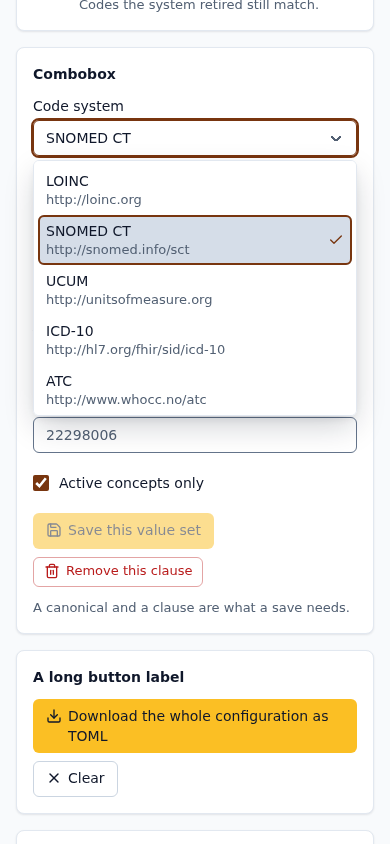 Codes the system retired still match.
Combobox
Code system
SNOMED CT
LOINC
http://loinc.org
SNOMED CT
http://snomed.info/sct
UCUM
http://unitsofmeasure.org
ICD-10
http://hl7.org/fhir/sid/icd-10
ATC
http://www.whocc.no/atc
22298006
Active concepts only
Save this value set
Remove this clause
A canonical and a clause are what a save needs.
A long button label
Download the whole configuration as
TOML
Clear